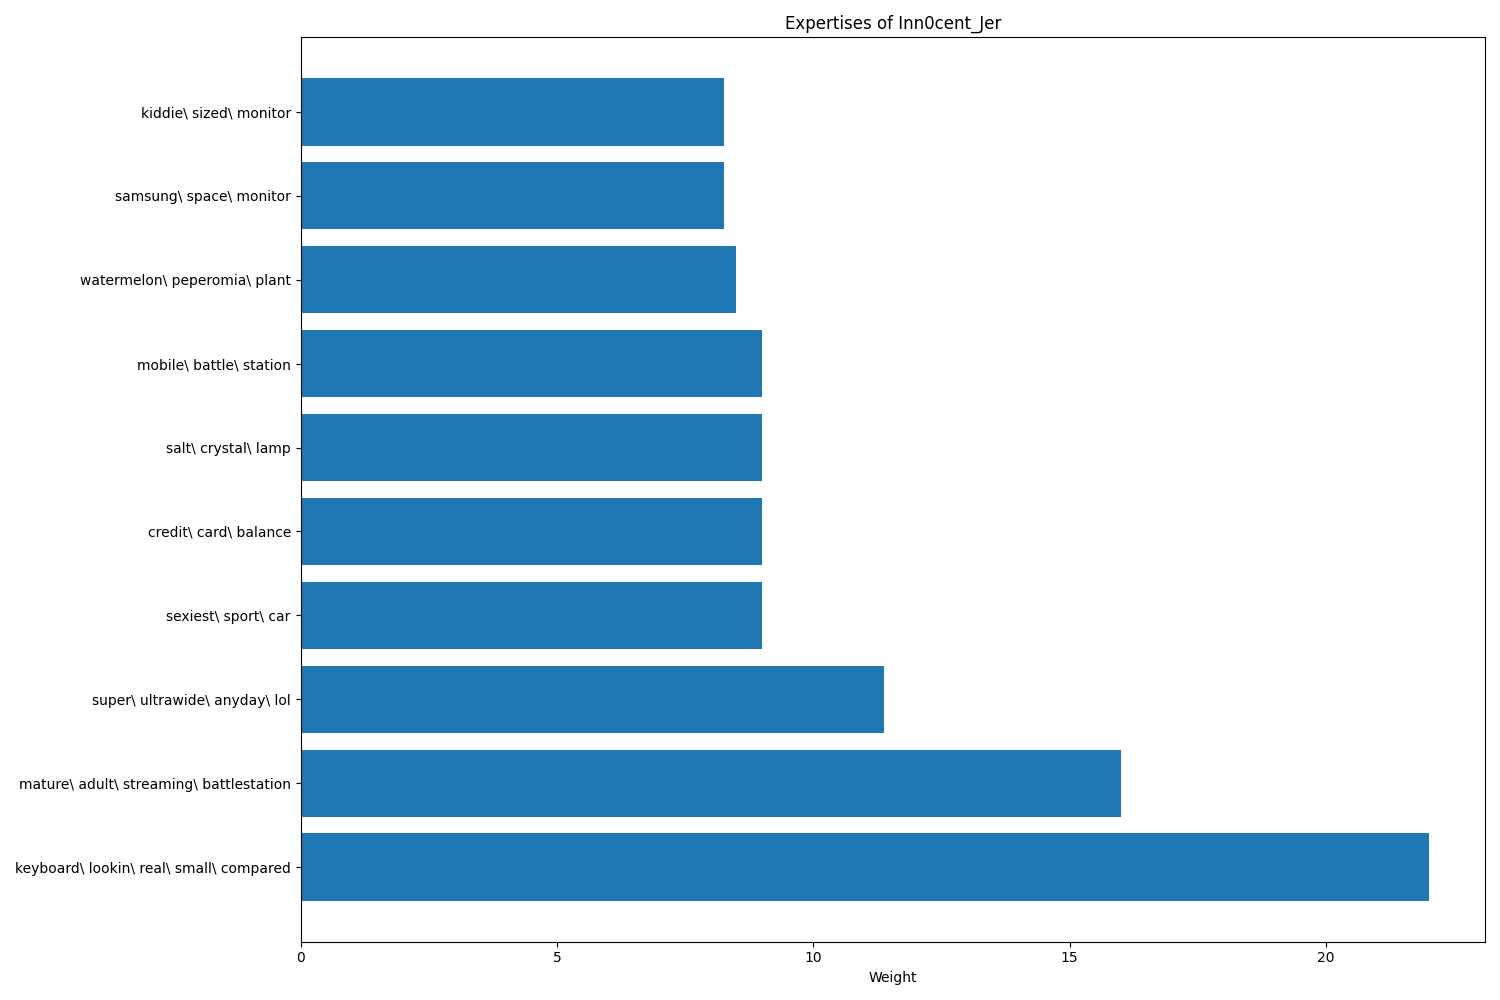 Expertises of Inn0cent_Jer
kiddie\ sized\ monitor
samsung\ space\ monitor
watermelon\ peperomia\ plant
mobile\ battle\ station
salt\ crystal\ lamp
credit\ card\ balance
sexiest\ sport\ car
super\ ultrawide\ anyday\ lol
mature\ adult\ streaming\ battlestation
keyboard\ lookin\ real\ small\ compared
0 5 10 15 20
Weight